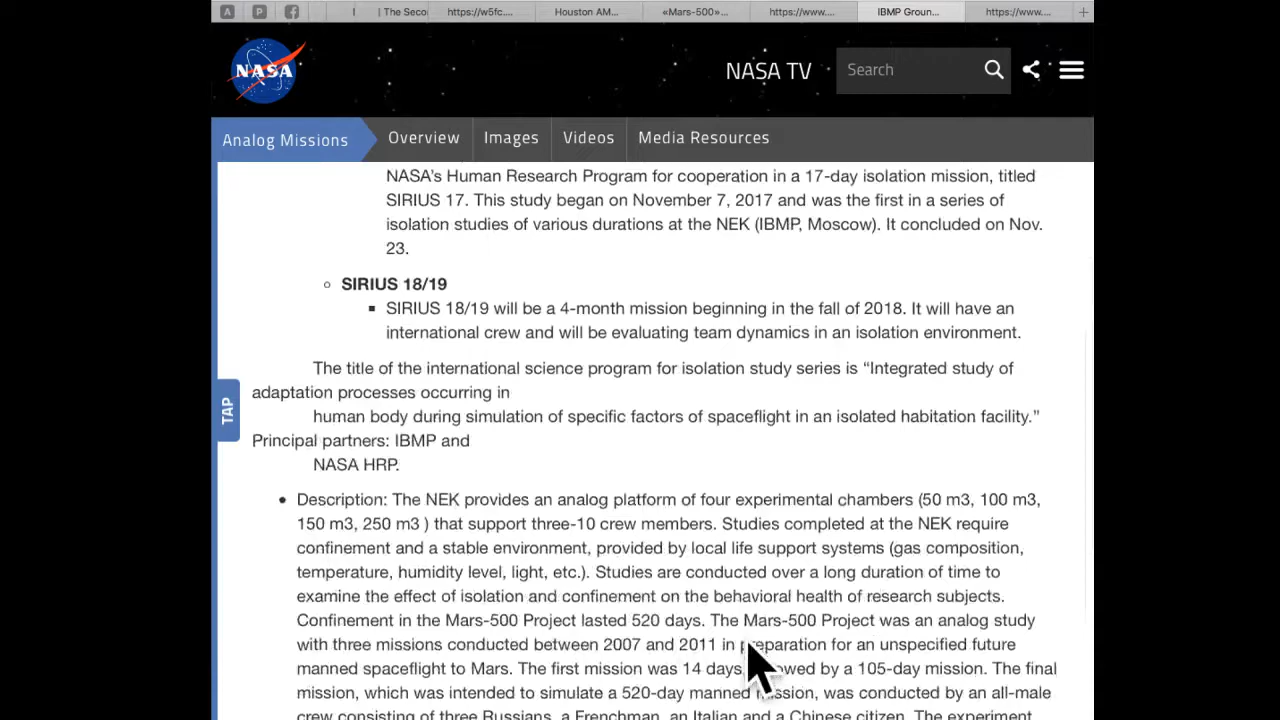 A P f I | The Secon https://w5fc.... Houston AM... «Mars-500»... https://www.... IBMP Groun... https://www.... +
NASA NASA TV Search
Analog Missions Overview Images Videos Media Resources
NASA's Human Research Program for cooperation in a 17-day isolation mission, titled
SIRIUS 17. This study began on November 7, 2017 and was the first in a series of
isolation studies of various durations at the NEK (IBMP, Moscow). It concluded on Nov.
23.
SIRIUS 18/19
SIRIUS 18/19 will be a 4-month mission beginning in the fall of 2018. It will have an
international crew and will be evaluating team dynamics in an isolation environment.
The title of the international science program for isolation study series is “Integrated study of
adaptation processes occurring in
human body during simulation of specific factors of spaceflight in an isolated habitation facility.”
TAP
Principal partners: IBMP and
NASA HRP.
Description: The NEK provides an analog platform of four experimental chambers (50 m3, 100 m3,
150 m3, 250 m3 ) that support three-10 crew members. Studies completed at the NEK require
confinement and a stable environment, provided by local life support systems (gas composition,
temperature, humidity level, light, etc.). Studies are conducted over a long duration of time to
examine the effect of isolation and confinement on the behavioral health of research subjects.
Confinement in the Mars-500 Project lasted 520 days. The Mars-500 Project was an analog study
with three missions conducted between 2007 and 2011 in preparation for an unspecified future
manned spaceflight to Mars. The first mission was 14 days, followed by a 105-day mission. The final
mission, which was intended to simulate a 520-day manned mission, was conducted by an all-male
crew consisting of three Russians, a Frenchman, an Italian and a Chinese citizen. The experiment